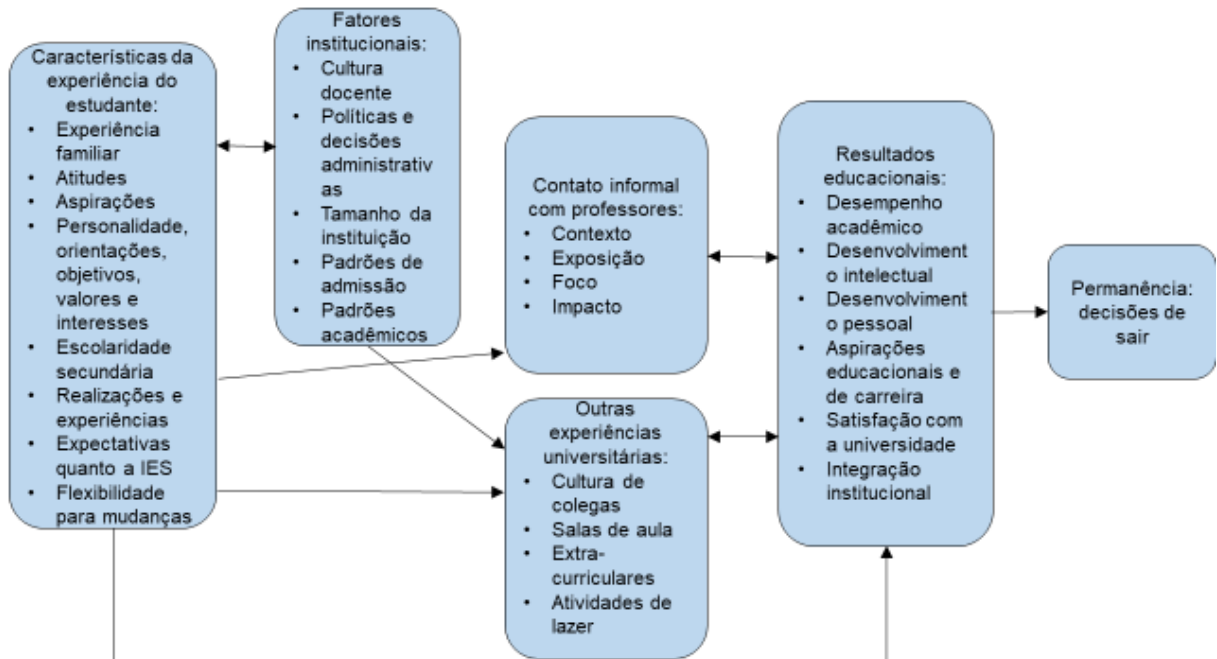 Características da
experiência do
estudante:
• Experiência
familiar
• Atitudes
• Aspirações
• Personalidade,
orientações,
objetivos,
valores e
interesses
• Escolaridade
secundária
• Realizações e
experiências
• Expectativas
quanto a IES
• Flexibilidade
para mudanças
Fatores
institucionais:
• Cultura
docente
• Políticas e
decisões
administrativ
as
• Tamanho da
instituição
• Padrões de
admissão
• Padrões
acadêmicos
Contato informal
com professores:
• Contexto
• Exposição
• Foco
• Impacto
Outras
experiências
universitárias:
• Cultura de
colegas
• Salas de aula
• Extra-
curriculares
• Atividades de
lazer
Resultados
educacionais:
• Desempenho
acadêmico
• Desenvolviment
o intelectual
• Desenvolviment
o pessoal
• Aspirações
educacionais e
de carreira
• Satisfação com
a universidade
• Integração
institucional
Permanência:
decisões de
sair